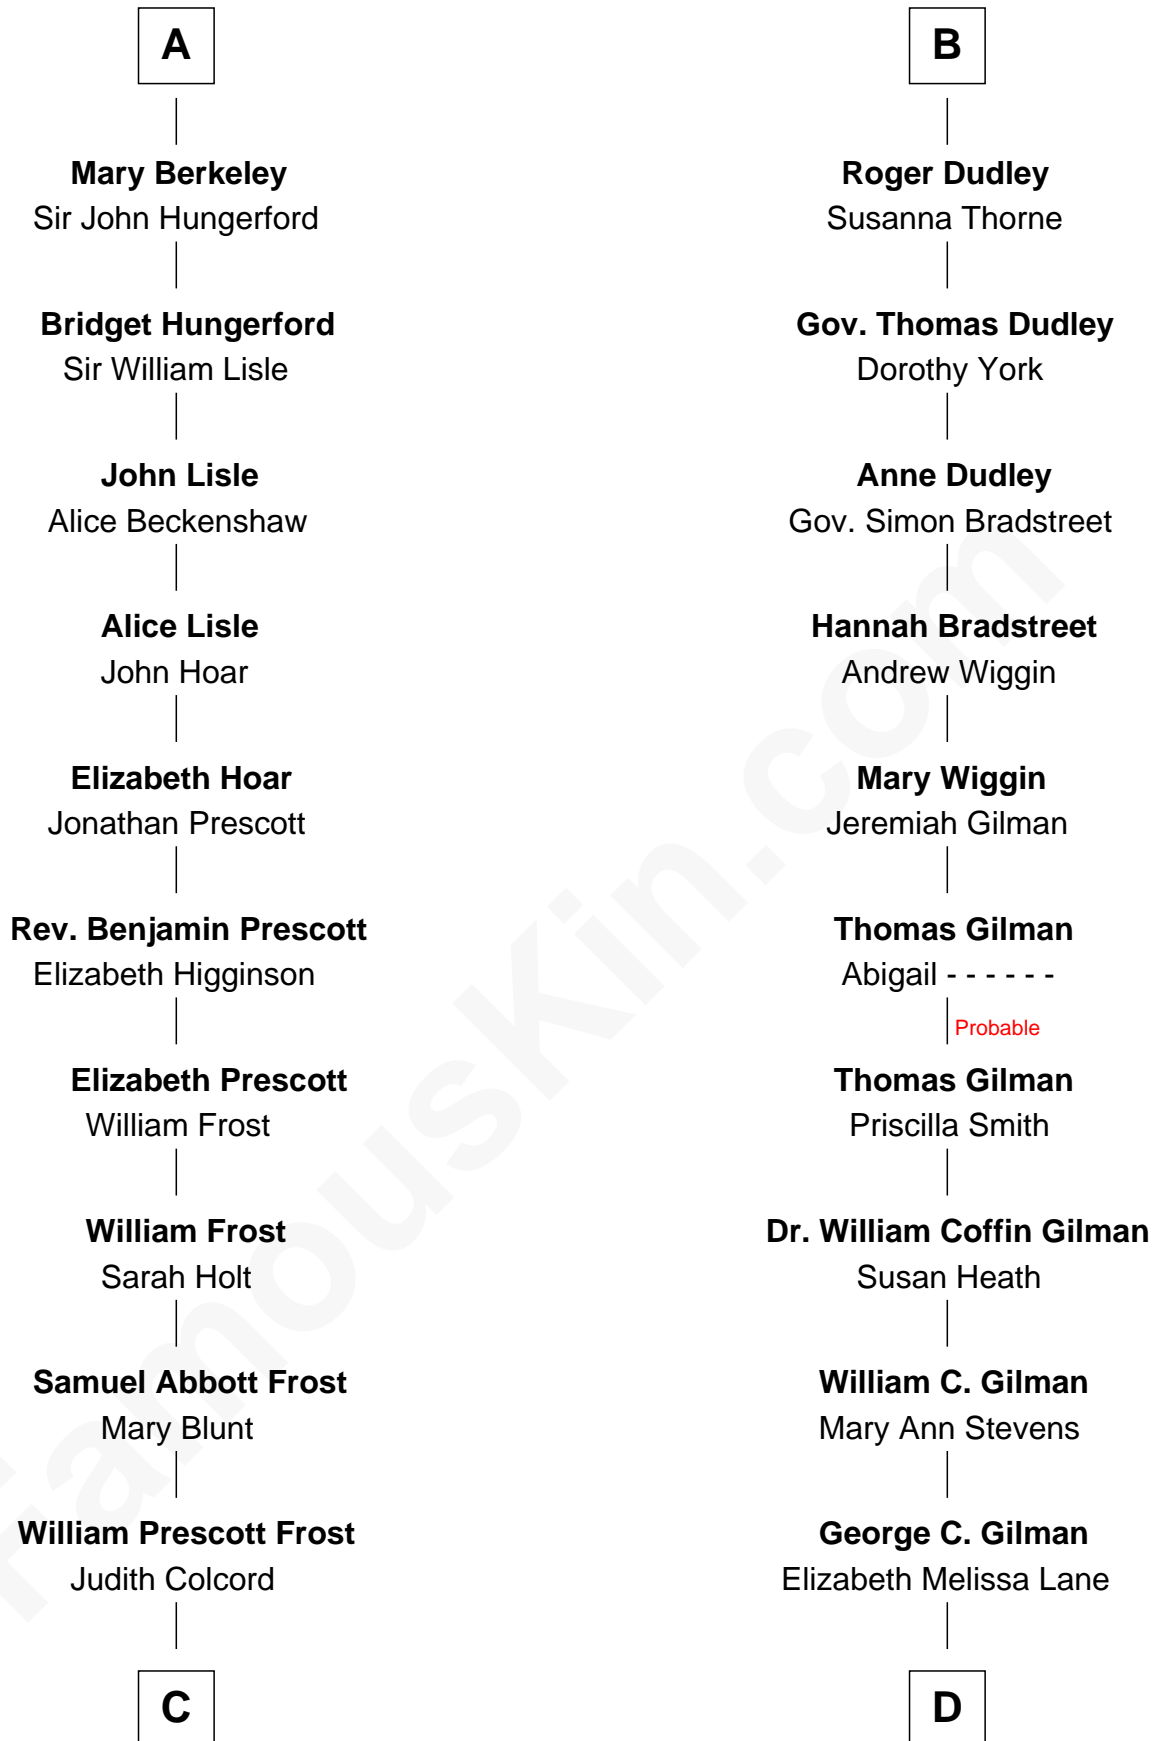 A
Mary Berkeley
Sir John Hungerford
Bridget Hungerford
Sir William Lisle
John Lisle
Alice Beckenshaw
Alice Lisle
John Hoar
Elizabeth Hoar
Jonathan Prescott
Rev. Benjamin Prescott
Elizabeth Higginson
Elizabeth Prescott
William Frost
William Frost
Sarah Holt
Samuel Abbott Frost
Mary Blunt
William Prescott Frost
Judith Colcord
C
B
Roger Dudley
Susanna Thorne
Gov. Thomas Dudley
Dorothy York
Anne Dudley
Gov. Simon Bradstreet
Hannah Bradstreet
Andrew Wiggin
Mary Wiggin
Jeremiah Gilman
Thomas Gilman
Abigail - - - - - -
Probable
Thomas Gilman
Priscilla Smith
Dr. William Coffin Gilman
Susan Heath
William C. Gilman
Mary Ann Stevens
George C. Gilman
Elizabeth Melissa Lane
D
FamousKin.com